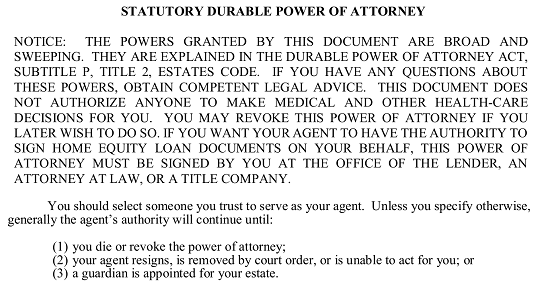 STATUTORY DURABLE POWER OF ATTORNEY
NOTICE: THE POWERS GRANTED BY THIS DOCUMENT ARE BROAD AND
SWEEPING. THEY ARE EXPLAINED IN THE DURABLE POWER OF ATTORNEY ACT,
SUBTITLE P, TITLE 2, ESTATES CODE. IF YOU HAVE ANY QUESTIONS ABOUT
THESE POWERS, OBTAIN COMPETENT LEGAL ADVICE. THIS DOCUMENT DOES
NOT AUTHORIZE ANYONE TO MAKE MEDICAL AND OTHER HEALTH-CARE
DECISIONS FOR YOU. YOU MAY REVOKE THIS POWER OF ATTORNEY IF YOU
LATER WISH TO DO SO. IF YOU WANT YOUR AGENT TO HAVE THE AUTHORITY TO
SIGN HOME EQUITY LOAN DOCUMENTS ON YOUR BEHALF, THIS POWER OF
ATTORNEY MUST BE SIGNED BY YOU AT THE OFFICE OF THE LENDER, AN
ATTORNEY AT LAW, OR A TITLE COMPANY.
You should select someone you trust to serve as your agent. Unless you specify otherwise,
generally the agent's authority will continue until:
(1) you die or revoke the power of attorney;
(2) your agent resigns, is removed by court order, or is unable to act for you; or
(3) a guardian is appointed for your estate.